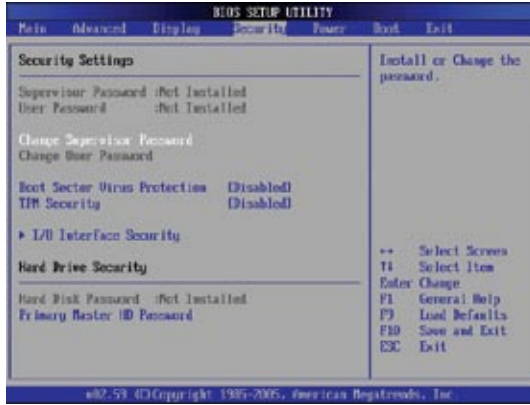 BIOS SETUP UTILITY
Main Advanced Display Security Power Boot Exit
Security Settings
Supervisor Password :Not Installed
User Password :Not Installed
Change Supervisor Password
Change User Password
Boot Sector Virus Protection [Disabled]
TPM Security [Disabled]
▶ I/O Interface Security
Hard Drive Security
Hard Disk Password :Not Installed
Primary Master HD Password
Install or Change the
password.
↔ Select Screen
↑↓ Select Item
Enter Change
F1 General Help
F9 Load Defaults
F10 Save and Exit
ESC Exit
v02.59 (C)Copyright 1985-2005, American Megatrends, Inc.